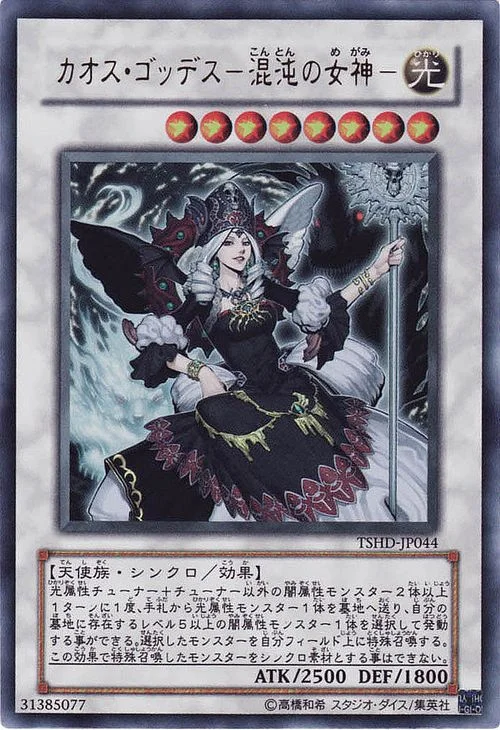 カオス・ゴッデス－混沌の女神－
光
TSHD-JP044
【天使族・シンクロ／効果】
光属性チューナー＋チューナー以外の闇属性モンスター２体以上
１ターンに１度、手札から光属性モンスター１体を墓地へ送り、自分の
墓地に存在するレベル５以上の闇属性モンスター１体を選択して発動
する事ができる。選択したモンスターを自分フィールド上に特殊召喚する。
この効果で特殊召喚したモンスターをシンクロ素材とする事はできない。
ATK/2500 DEF/1800
31385077
©高橋和希 スタジオ・ダイス/集英社